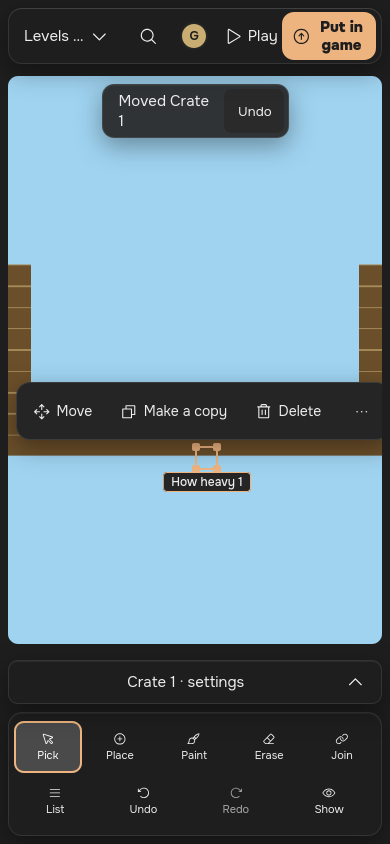 Levels ...
G
Play
Put in
game
Moved Crate
1
Undo
Move
Make a copy
Delete
...
How heavy 1
Crate 1 · settings
Pick
Place
Paint
Erase
Join
List
Undo
Redo
Show